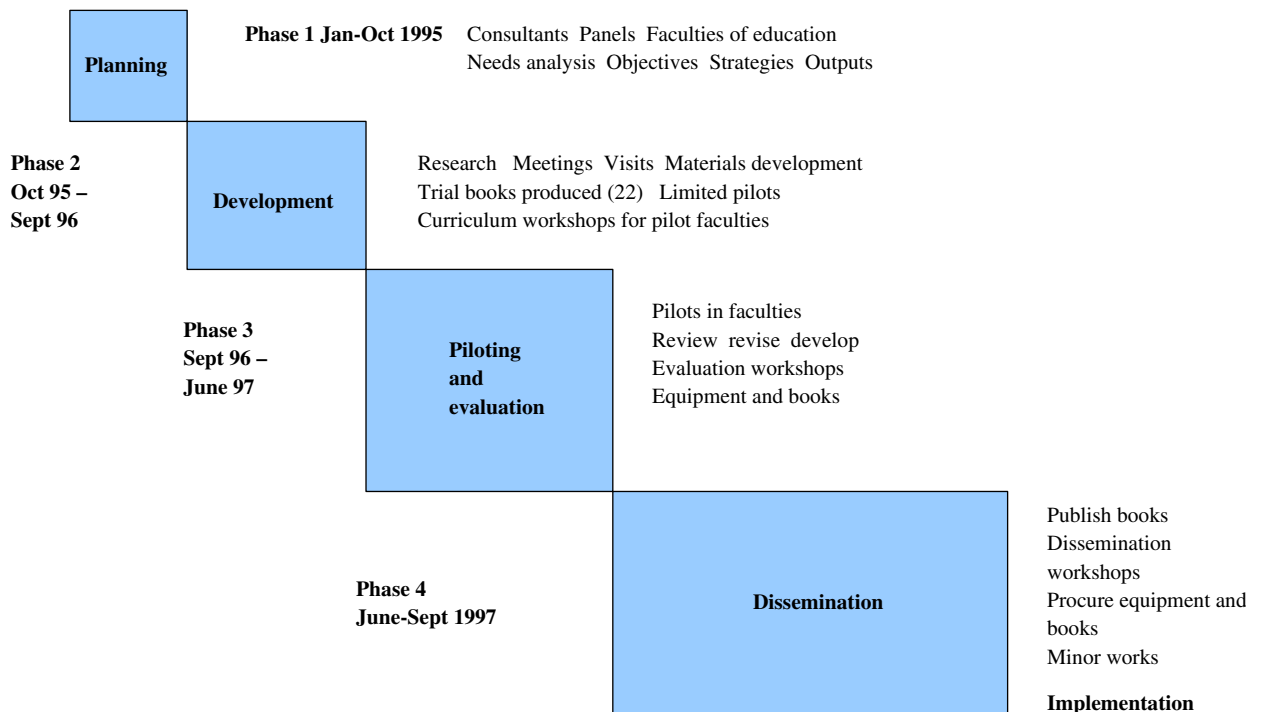 Planning
Phase 1 Jan-Oct 1995 Consultants Panels Faculties of education
Needs analysis Objectives Strategies Outputs
Phase 2
Oct 95 –
Sept 96
Development
Research Meetings Visits Materials development
Trial books produced (22) Limited pilots
Curriculum workshops for pilot faculties
Phase 3
Sept 96 –
June 97
Piloting
and
evaluation
Pilots in faculties
Review revise develop
Evaluation workshops
Equipment and books
Phase 4
June-Sept 1997
Dissemination
Publish books
Dissemination
workshops
Procure equipment and
books
Minor works
Implementation